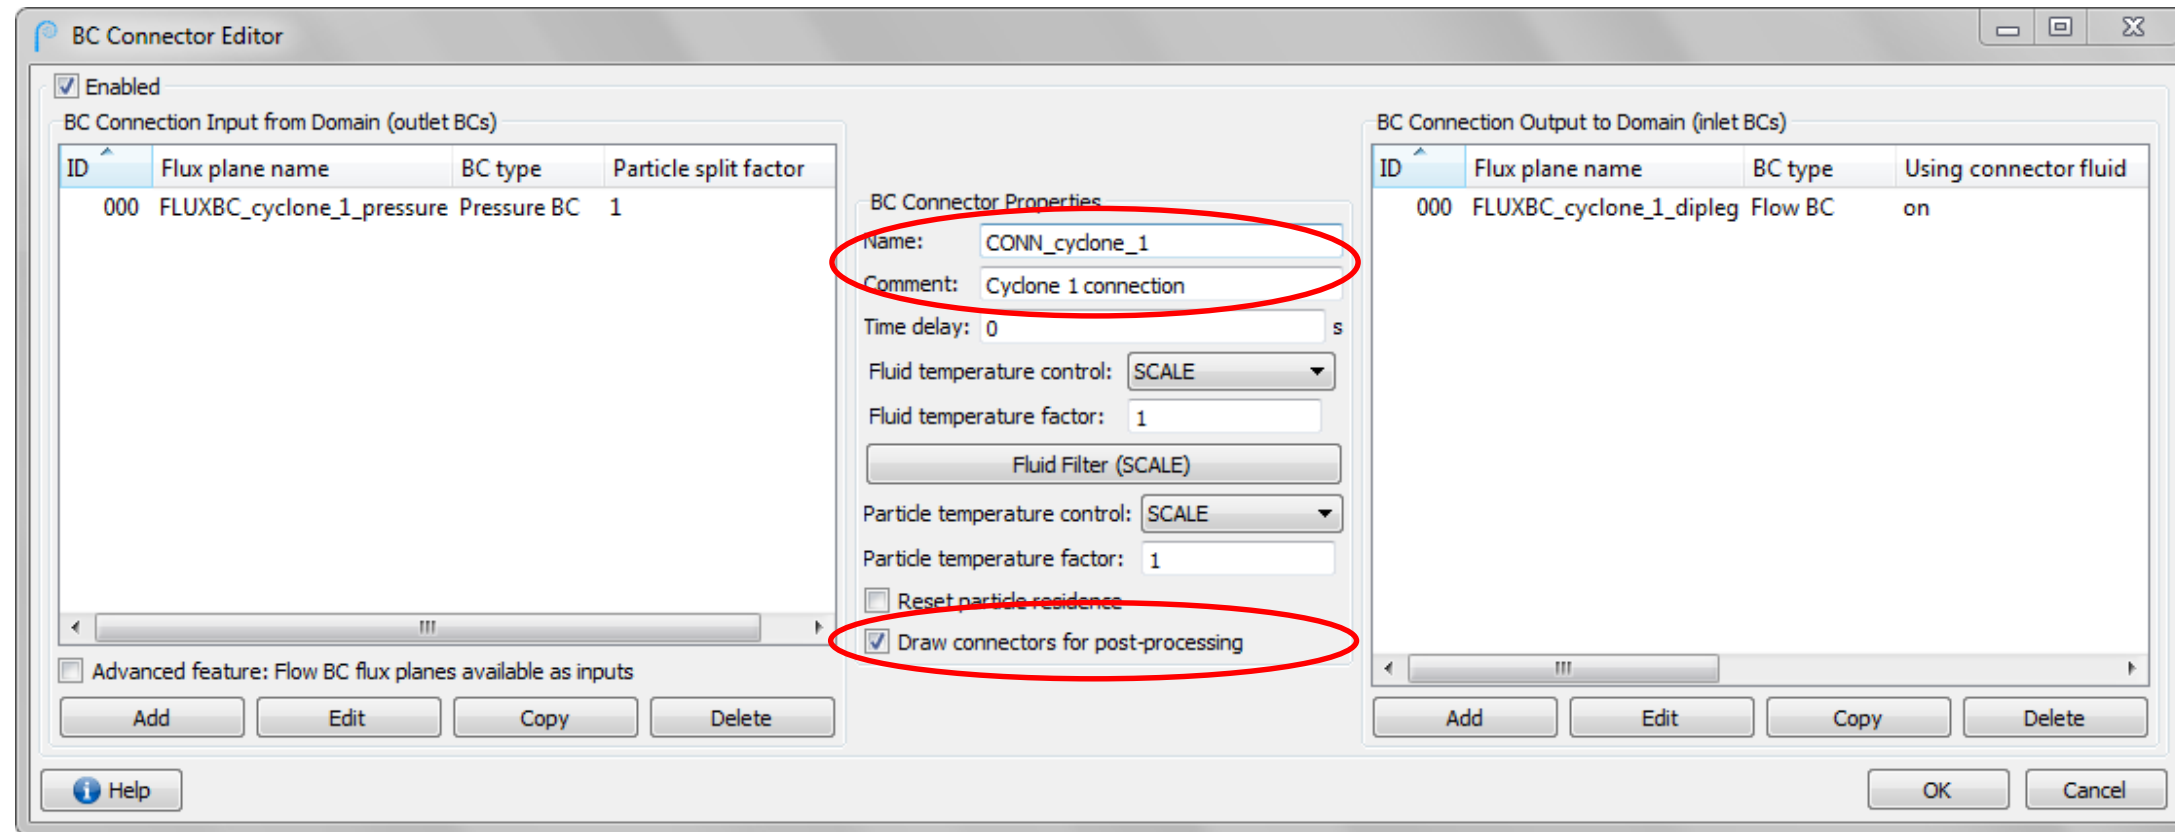 BC Connector Editor
Enabled
BC Connection Input from Domain (outlet BCs)
ID Flux plane name BC type Particle split factor
000 FLUXBC_cyclone_1_pressure Pressure BC 1
Advanced feature: Flow BC flux planes available as inputs
Add Edit Copy Delete
BC Connector Properties
Name: CONN_cyclone_1
Comment: Cyclone 1 connection
Time delay: 0 s
Fluid temperature control: SCALE
Fluid temperature factor: 1
Fluid Filter (SCALE)
Particle temperature control: SCALE
Particle temperature factor: 1
Reset particle residence
Draw connectors for post-processing
BC Connection Output to Domain (inlet BCs)
ID Flux plane name BC type Using connector fluid
000 FLUXBC_cyclone_1_dipleg Flow BC on
Add Edit Copy Delete
Help OK Cancel